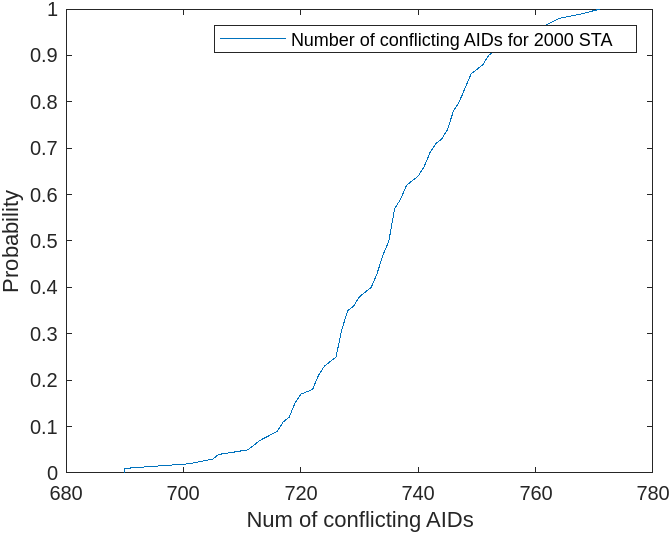 1
0.9
0.8
0.7
0.6
0.5
0.4
0.3
0.2
0.1
0
Probability
Number of conflicting AIDs for 2000 STA
680 700 720 740 760 780
Num of conflicting AIDs